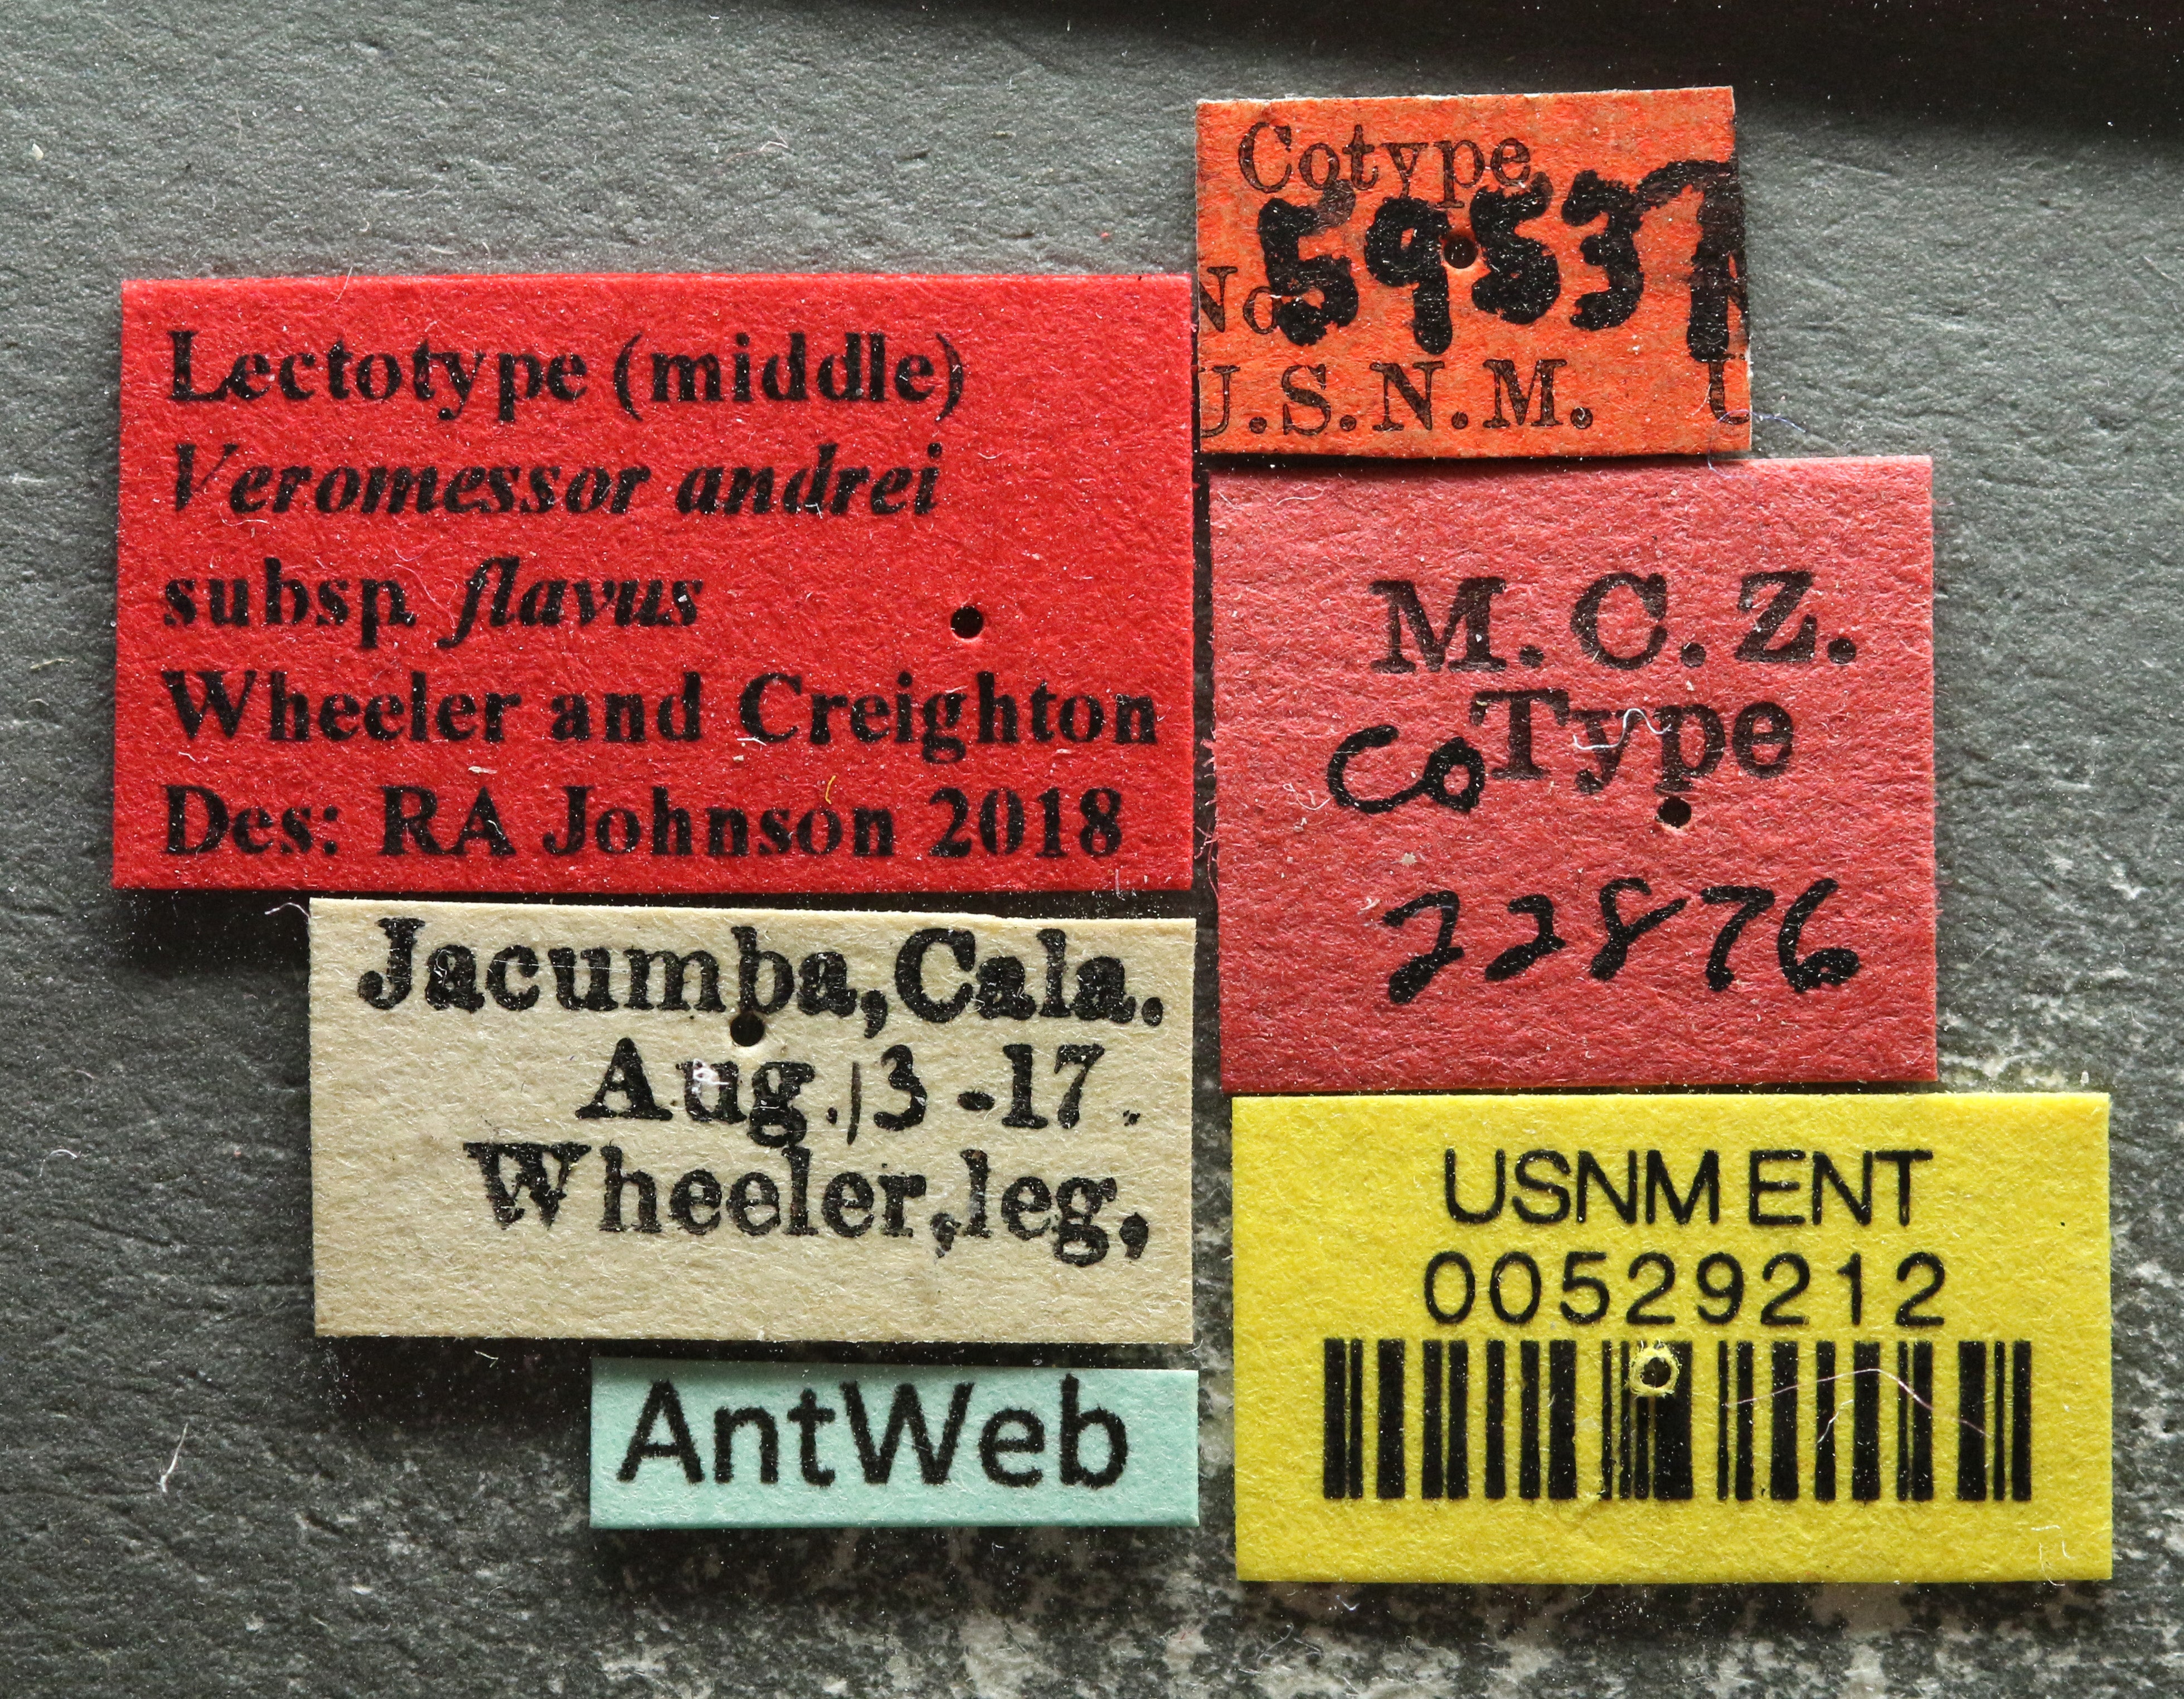 Lectotype (middle)
Veromessor andrei
subsp. flavus
Wheeler and Creighton
Des: RA Johnson 2018
Jacumba, Cala.
Aug. 13 -17.
Wheeler, leg,
AntWeb
Cotype
No. 59537
U.S.N.M.
M. C. Z.
CoType
22876
USNM ENT
00529212